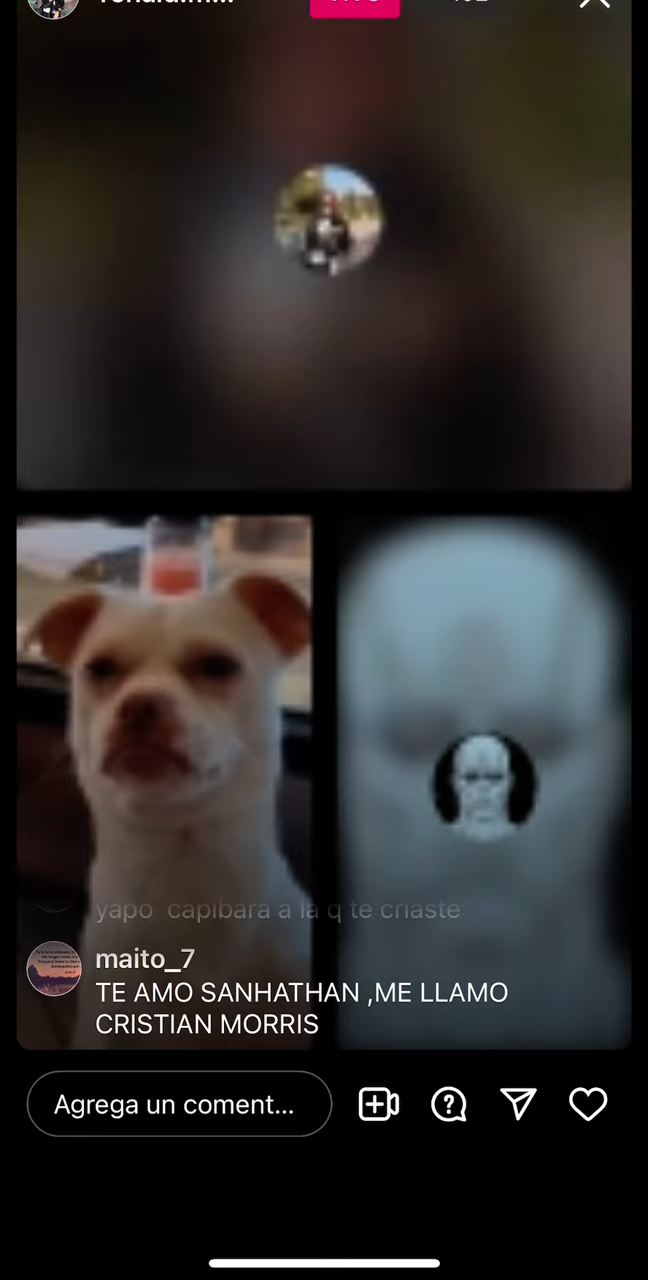 yapo capibara a la q te criaste
maito_7
TE AMO SANHATHAN ,ME LLAMO
CRISTIAN MORRIS
Agrega un coment...